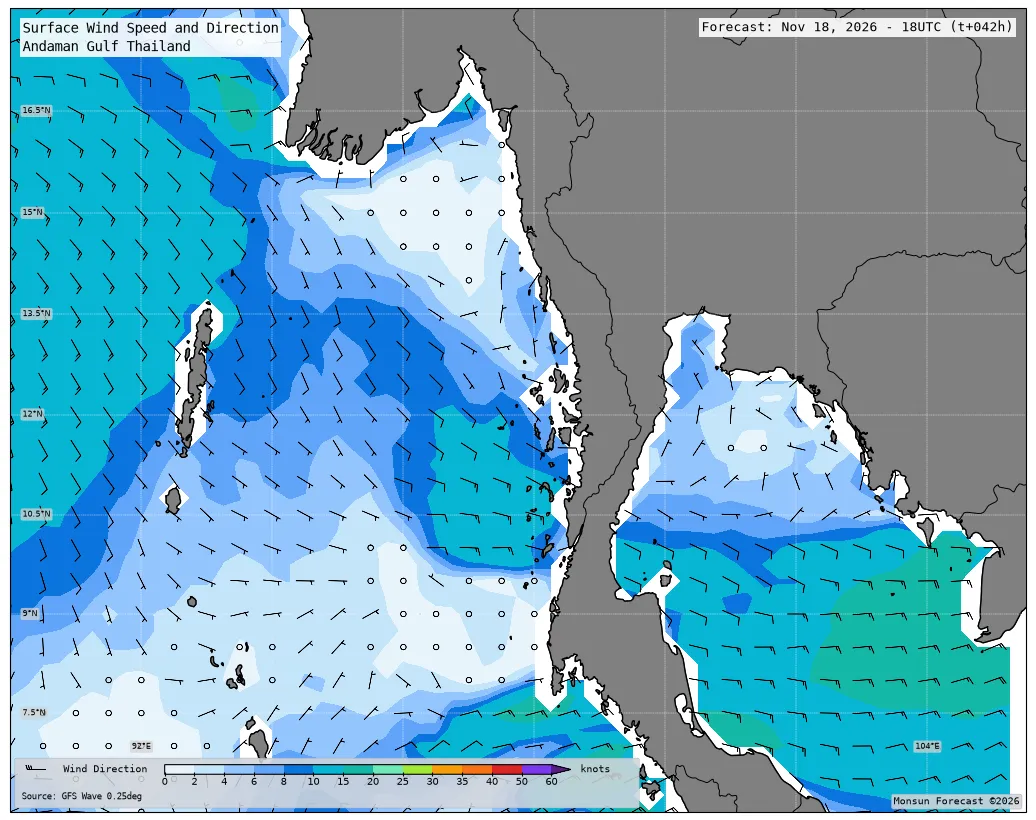 Surface Wind Speed and Direction
Andaman Gulf Thailand
Forecast: Nov 18, 2026 - 18UTC (t+042h)
16.5°N
15°N
13.5°N
12°N
10.5°N
9°N
7.5°N
92°E
104°E
Wind Direction
0 2 4 6 8 10 15 20 25 30 35 40 50 60 knots
Source: GFS Wave 0.25deg
Monsun Forecast ©2026